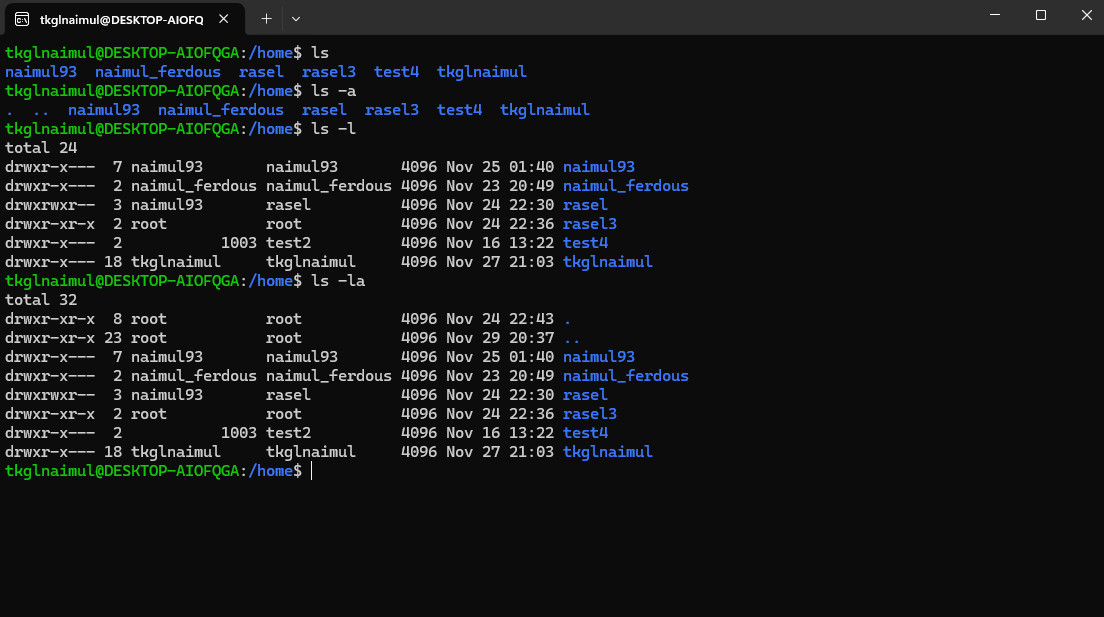 tkglnaimul@DESKTOP-AIOFQ
tkglnaimul@DESKTOP-AIOFQGA:/home$ ls
naimul93  naimul_ferdous  rasel  rasel3  test4  tkglnaimul
tkglnaimul@DESKTOP-AIOFQGA:/home$ ls -a
.  ..  naimul93  naimul_ferdous  rasel  rasel3  test4  tkglnaimul
tkglnaimul@DESKTOP-AIOFQGA:/home$ ls -l
total 24
drwxr-x---  7 naimul93       naimul93       4096 Nov 25 01:40 naimul93
drwxr-x---  2 naimul_ferdous naimul_ferdous 4096 Nov 23 20:49 naimul_ferdous
drwxrwxr--  3 naimul93       rasel          4096 Nov 24 22:30 rasel
drwxr-xr-x  2 root           root           4096 Nov 24 22:36 rasel3
drwxr-x---  2           1003 test2          4096 Nov 16 13:22 test4
drwxr-x--- 18 tkglnaimul     tkglnaimul     4096 Nov 27 21:03 tkglnaimul
tkglnaimul@DESKTOP-AIOFQGA:/home$ ls -la
total 32
drwxr-xr-x  8 root           root           4096 Nov 24 22:43 .
drwxr-xr-x 23 root           root           4096 Nov 29 20:37 ..
drwxr-x---  7 naimul93       naimul93       4096 Nov 25 01:40 naimul93
drwxr-x---  2 naimul_ferdous naimul_ferdous 4096 Nov 23 20:49 naimul_ferdous
drwxrwxr--  3 naimul93       rasel          4096 Nov 24 22:30 rasel
drwxr-xr-x  2 root           root           4096 Nov 24 22:36 rasel3
drwxr-x---  2           1003 test2          4096 Nov 16 13:22 test4
drwxr-x--- 18 tkglnaimul     tkglnaimul     4096 Nov 27 21:03 tkglnaimul
tkglnaimul@DESKTOP-AIOFQGA:/home$